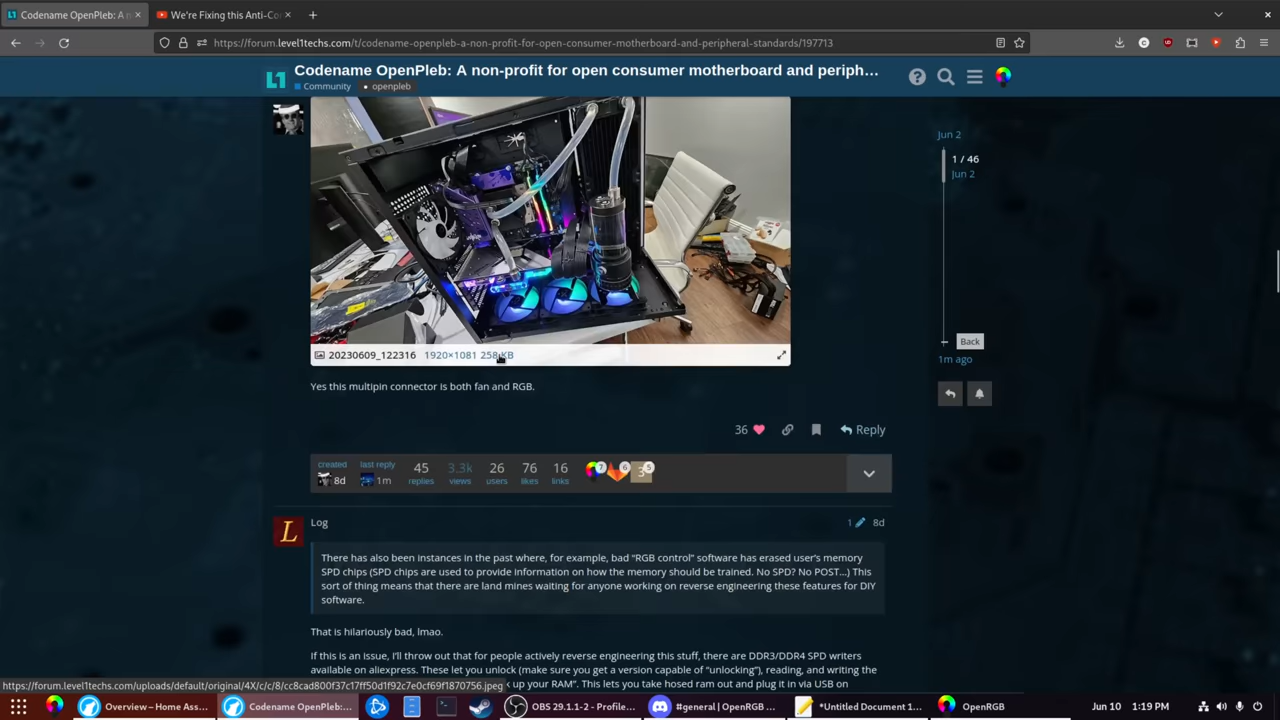 Codename OpenPleb: A n
We're Fixing this Anti-Co
https://forum.level1techs.com/t/codename-openpleb-a-non-profit-for-open-consumer-motherboard-and-peripheral-standards/197713
Codename OpenPleb: A non-profit for open consumer motherboard and periph...
Community openpleb
Jun 2
1 / 46
Jun 2
20230609_122316 1920×1081 258 KB
Back
1m ago
Yes this multipin connector is both fan and RGB.
36 Reply
created last reply 45 3.3k 26 76 16 7 6 3 5
8d 1m replies views users likes links
L Log 1 8d
There has also been instances in the past where, for example, bad “RGB control” software has erased user’s memory
SPD chips (SPD chips are used to provide information on how the memory should be trained. No SPD? No POST...) This
sort of thing means that there are land mines waiting for anyone working on reverse engineering these features for DIY
software.
That is hilariously bad, lmao.
If this is an issue, I’ll throw out that for people actively reverse engineering this stuff, there are DDR3/DDR4 SPD writers
available on aliexpress. These let you unlock (make sure you get a version capable of “unlocking”), reading, and writing the
https://forum.level1techs.com/uploads/default/original/4X/c/c/8/cc8cad800f37c17ff50d1f92c7e0cf69f1870756.jpeg
k up your RAM”. This lets you take hosed ram out and plug it in via USB on
Overview – Home Ass...
Codename OpenPleb:...
OBS 29.1.1-2 - Profile...
#general | OpenRGB ...
*Untitled Document 1...
OpenRGB
Jun 10 1:19 PM